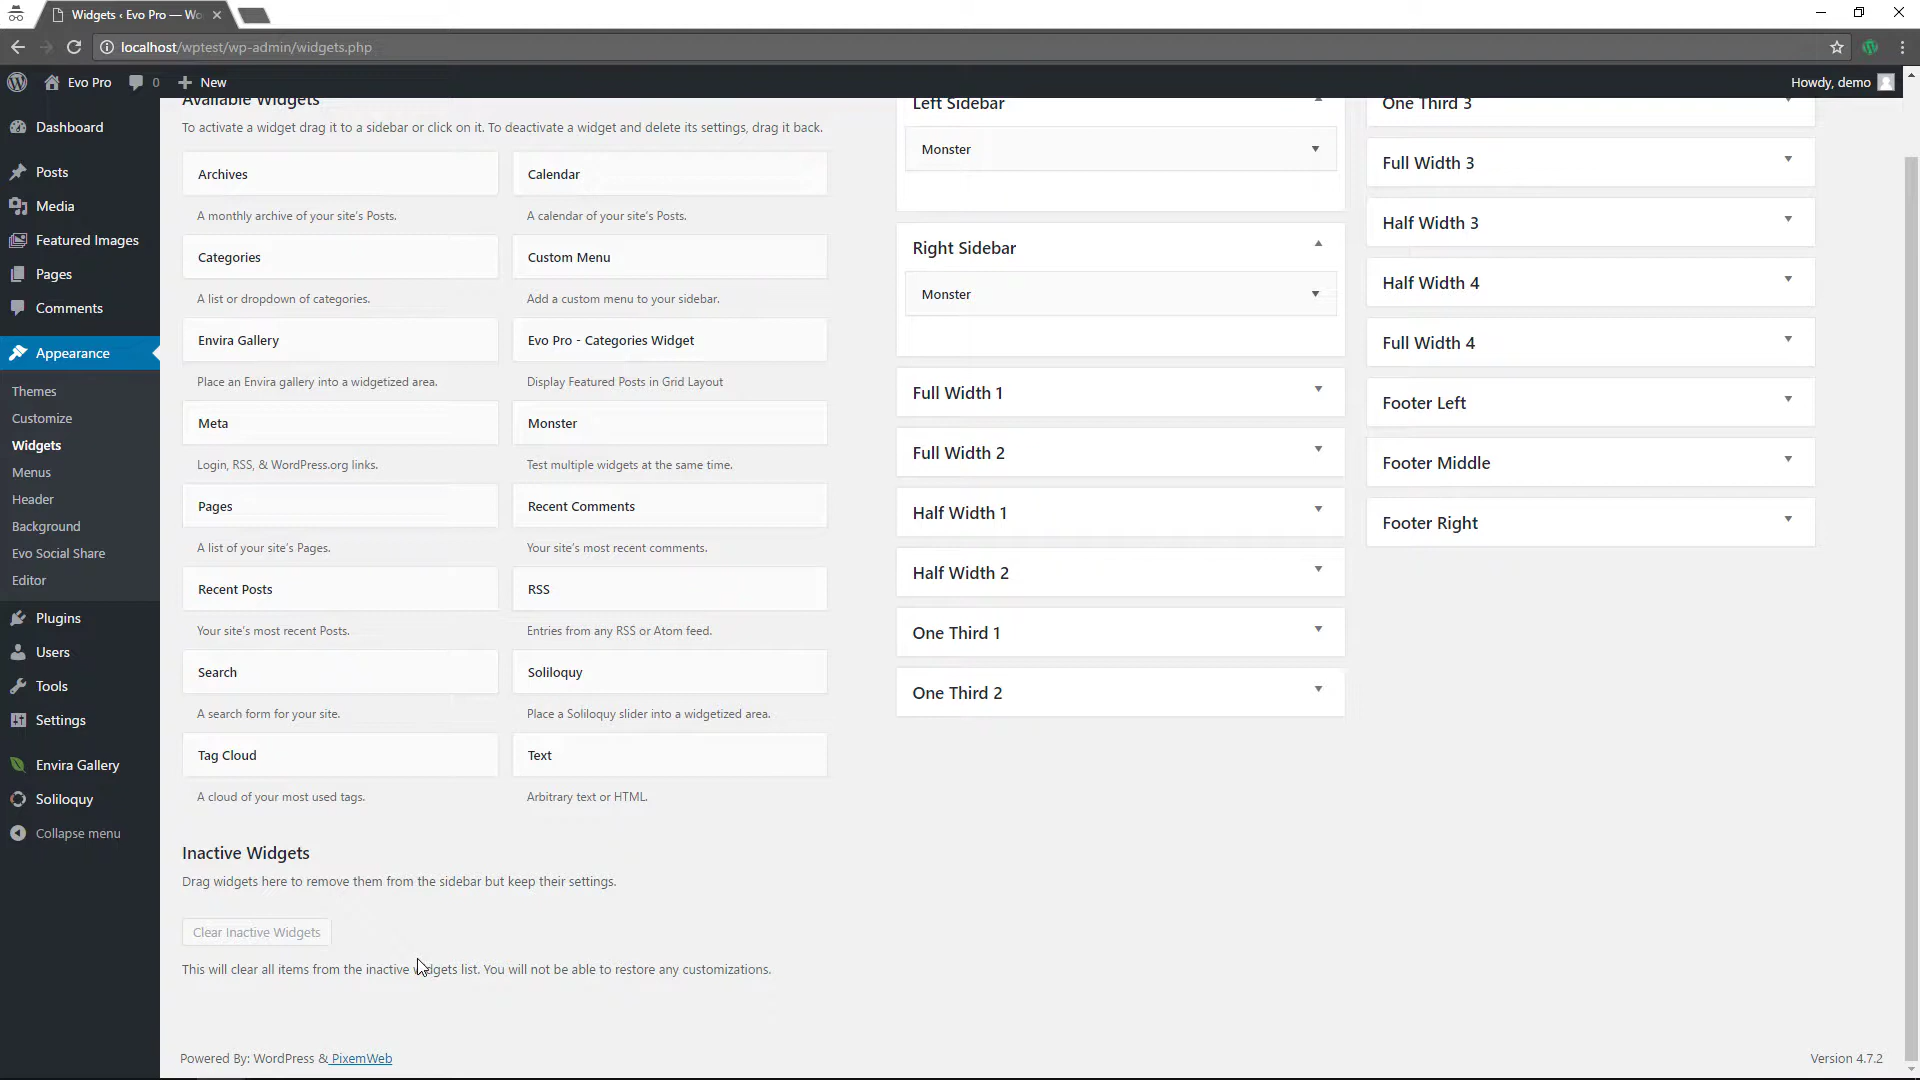 Widgets ‹ Evo Pro — Wo
localhost/wptest/wp-admin/widgets.php
Evo Pro
0
New
Howdy, demo
Dashboard
Posts
Media
Featured Images
Pages
Comments
Appearance
Themes
Customize
Widgets
Menus
Header
Background
Evo Social Share
Editor
Plugins
Users
Tools
Settings
Envira Gallery
Soliloquy
Collapse menu
Available Widgets
To activate a widget drag it to a sidebar or click on it. To deactivate a widget and delete its settings, drag it back.
Archives
A monthly archive of your site's Posts.
Calendar
A calendar of your site's Posts.
Categories
A list or dropdown of categories.
Custom Menu
Add a custom menu to your sidebar.
Envira Gallery
Place an Envira gallery into a widgetized area.
Evo Pro - Categories Widget
Display Featured Posts in Grid Layout
Meta
Login, RSS, & WordPress.org links.
Monster
Test multiple widgets at the same time.
Pages
A list of your site's Pages.
Recent Comments
Your site's most recent comments.
Recent Posts
Your site's most recent Posts.
RSS
Entries from any RSS or Atom feed.
Search
A search form for your site.
Soliloquy
Place a Soliloquy slider into a widgetized area.
Tag Cloud
A cloud of your most used tags.
Text
Arbitrary text or HTML.
Inactive Widgets
Drag widgets here to remove them from the sidebar but keep their settings.
Clear Inactive Widgets
This will clear all items from the inactive widgets list. You will not be able to restore any customizations.
Left Sidebar
Monster
Right Sidebar
Monster
Full Width 1
Full Width 2
Half Width 1
Half Width 2
One Third 1
One Third 2
One Third 3
Full Width 3
Half Width 3
Half Width 4
Full Width 4
Footer Left
Footer Middle
Footer Right
Powered By: WordPress & PixemWeb
Version 4.7.2